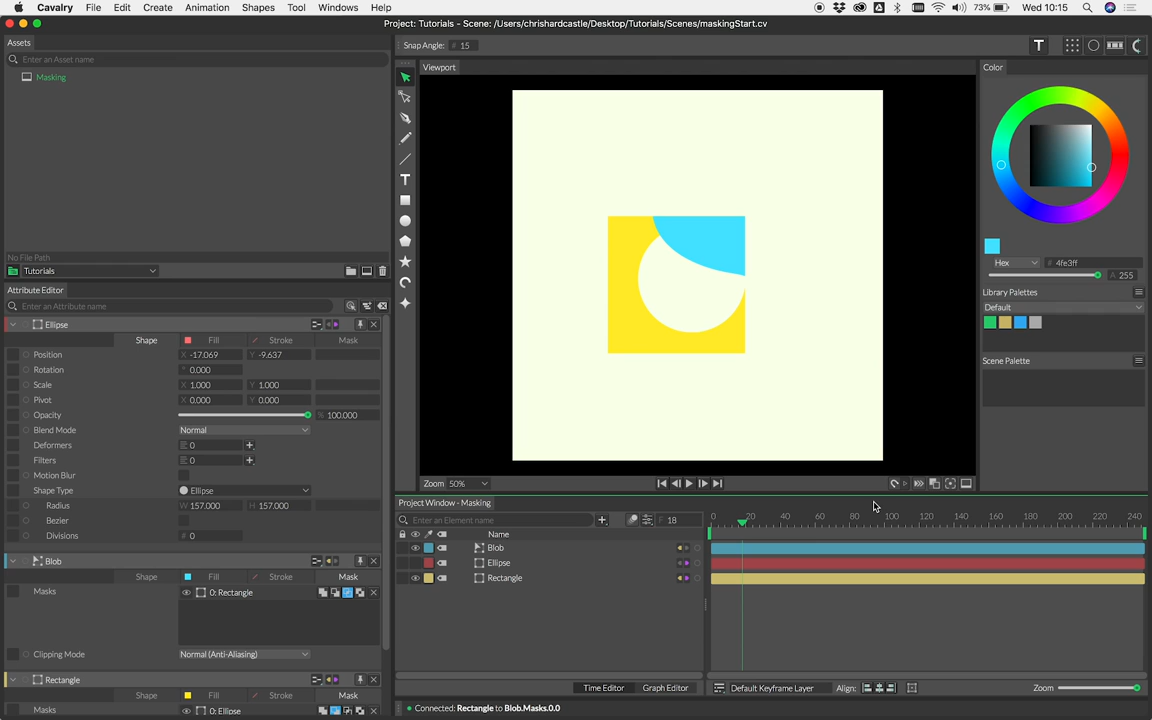 Cavalry File Edit Create Animation Shapes Tool Windows Help 73% Wed 10:15
Project: Tutorials - Scene: /Users/chrishardcastle/Desktop/Tutorials/Scenes/maskingStart.cv
Assets
Enter an Asset name
Masking
No File Path
Tutorials
Attribute Editor
Enter an Attribute name
Ellipse
Shape Fill Stroke Mask
Position X -17.069 Y -9.637
Rotation ° 0.000
Scale X 1.000 Y 1.000
Pivot X 0.000 Y 0.000
Opacity % 100.000
Blend Mode Normal
Deformers 0 +
Filters 0 +
Motion Blur
Shape Type Ellipse
Radius W 157.000 H 157.000
Bezier
Divisions # 0
Blob
Shape Fill Stroke Mask
Masks 0: Rectangle
Clipping Mode Normal (Anti-Aliasing)
Rectangle
Shape Fill Stroke Mask
0: Ellipse
Snap Angle: # 15
Viewport
Zoom 50%
Color
Hex # 4fe3ff
A 255
Library Palettes
Default
Scene Palette
Project Window - Masking
Enter an Element name + F 18
0 20 40 60 80 100 120 140 160 180 200 220 240
Name
Blob
Ellipse
Rectangle
Time Editor Graph Editor Default Keyframe Layer Align: Zoom
Connected: Rectangle to Blob.Masks.0.0